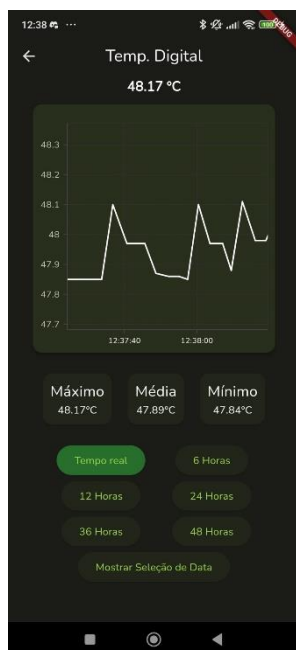 12:38 ... 100
DEBUG
Temp. Digital
48.17 °C
48.3
48.2
48.1
48
47.9
47.8
47.7
12:37:40 12:38:00
Máximo Média Mínimo
48.17°C 47.89°C 47.84°C
Tempo real 6 Horas
12 Horas 24 Horas
36 Horas 48 Horas
Mostrar Seleção de Data